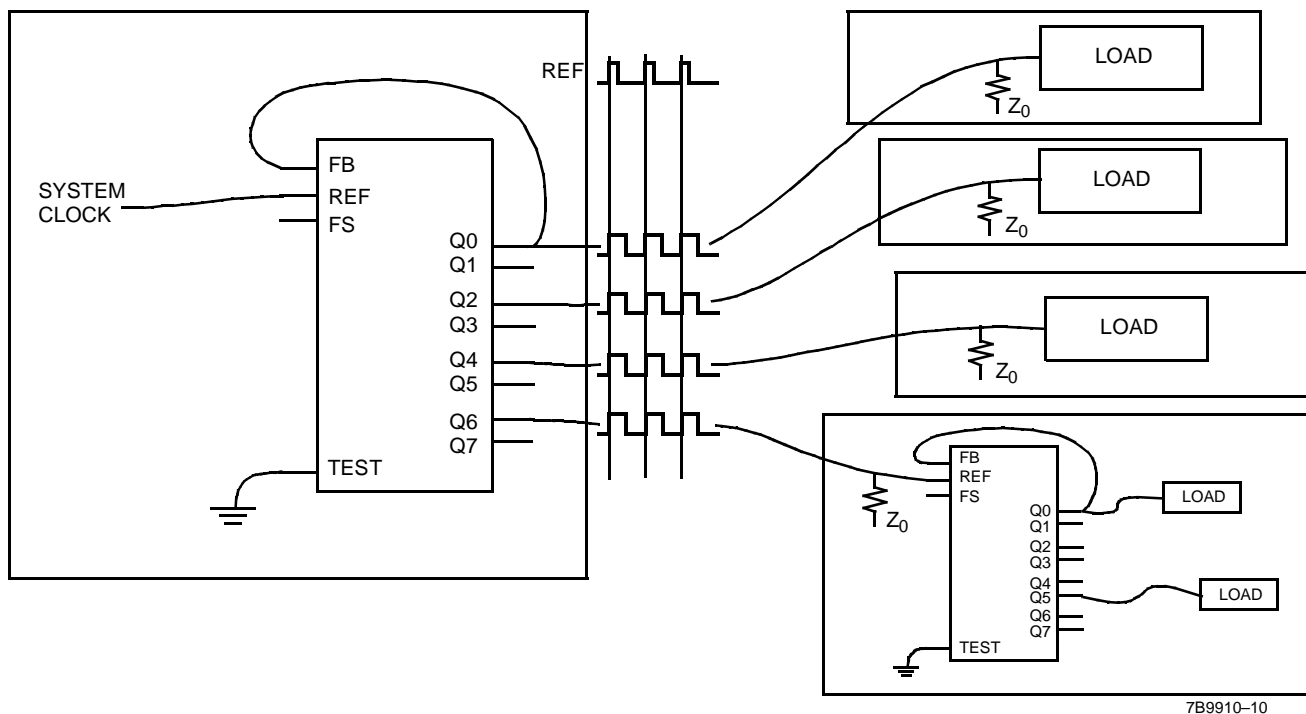 SYSTEM
CLOCK
FB
REF
FS
Q0
Q1
Q2
Q3
Q4
Q5
Q6
Q7
TEST
REF
LOAD
Z0
LOAD
Z0
LOAD
Z0
Z0
FB
REF
FS
Q0
Q1
Q2
Q3
Q4
Q5
Q6
Q7
TEST
LOAD
LOAD
7B9910–10